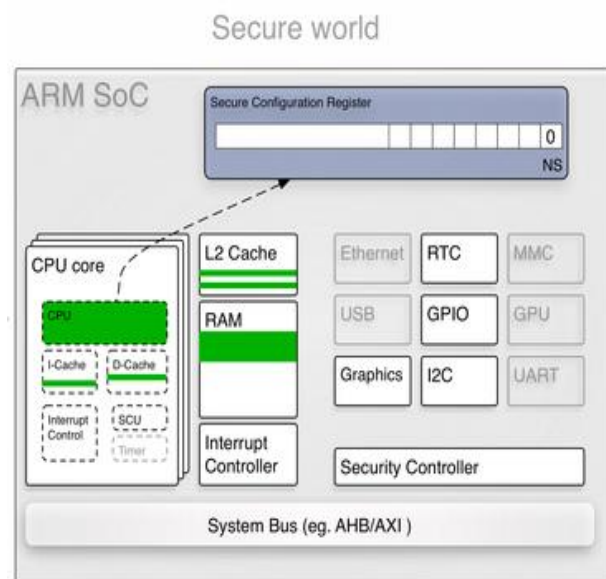 Secure world
ARM SoC
Secure Configuration Register
0
NS
CPU core
CPU
I-Cache
D-Cache
Interrupt
Control
SCU
Timer
L2 Cache
RAM
Interrupt
Controller
Ethernet
RTC
MMC
USB
GPIO
GPU
Graphics
I2C
UART
Security Controller
System Bus (eg. AHB/AXI )